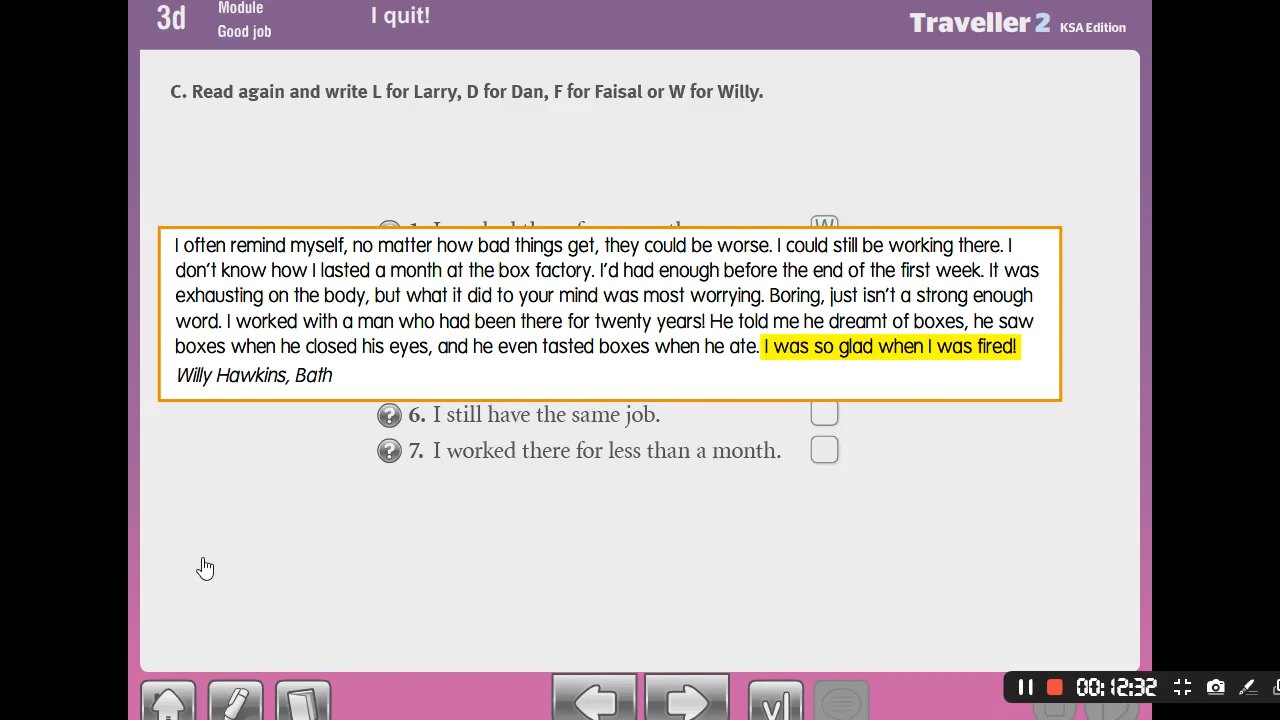 3d
Module
Good job
I quit!
Traveller 2 KSA Edition
C. Read again and write L for Larry, D for Dan, F for Faisal or W for Willy.
W
I often remind myself, no matter how bad things get, they could be worse. I could still be working there. I
don't know how I lasted a month at the box factory. I'd had enough before the end of the first week. It was
exhausting on the body, but what it did to your mind was most worrying. Boring, just isn't a strong enough
word. I worked with a man who had been there for twenty years! He told me he dreamt of boxes, he saw
boxes when he closed his eyes, and he even tasted boxes when he ate. I was so glad when I was fired!
Willy Hawkins, Bath
? 6. I still have the same job.
? 7. I worked there for less than a month.
00:12:32